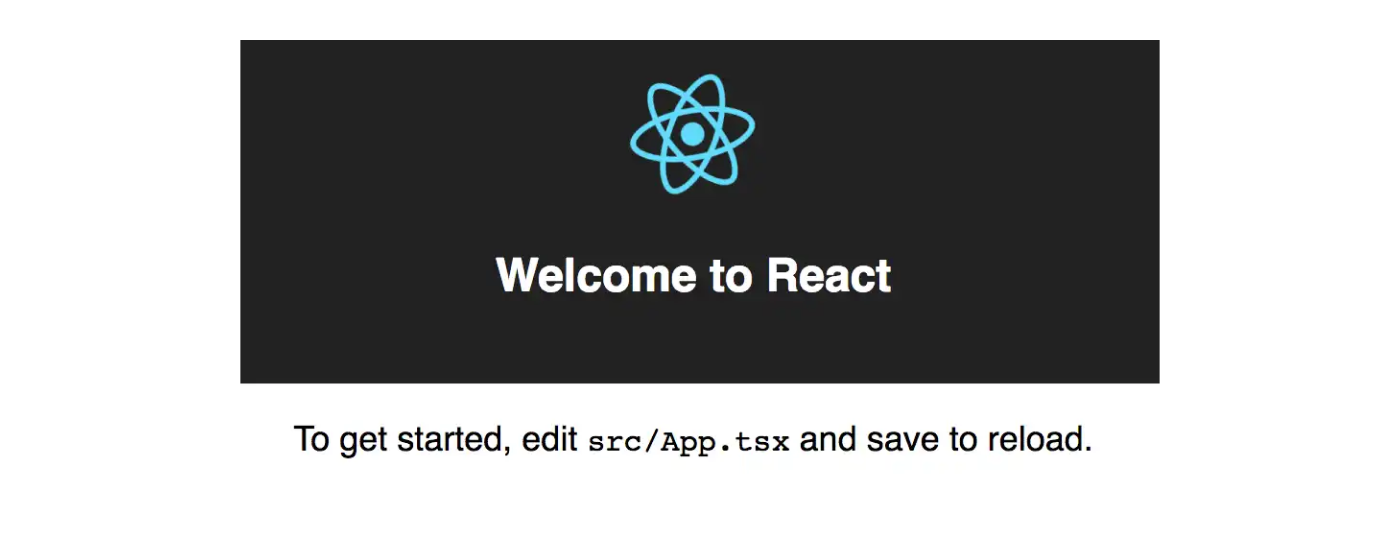 Welcome to React
To get started, edit src/App.tsx and save to reload.